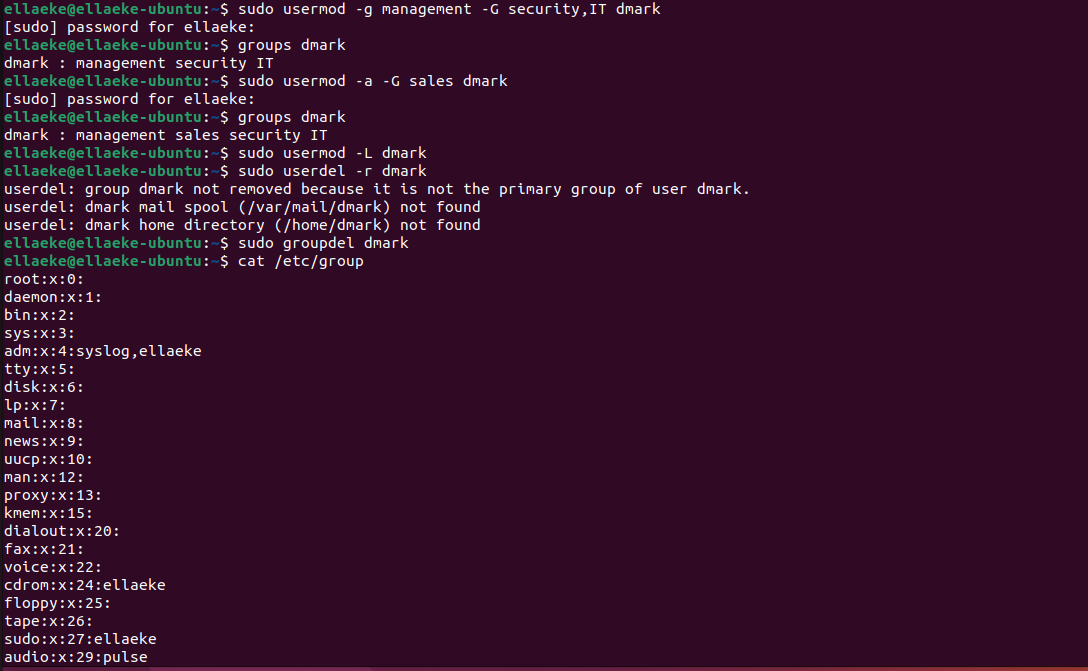 ellaeke@ellaeke-ubuntu:~$ sudo usermod -g management -G security,IT dmark
[sudo] password for ellaeke:
ellaeke@ellaeke-ubuntu:~$ groups dmark
dmark : management security IT
ellaeke@ellaeke-ubuntu:~$ sudo usermod -a -G sales dmark
[sudo] password for ellaeke:
ellaeke@ellaeke-ubuntu:~$ groups dmark
dmark : management sales security IT
ellaeke@ellaeke-ubuntu:~$ sudo usermod -L dmark
ellaeke@ellaeke-ubuntu:~$ sudo userdel -r dmark
userdel: group dmark not removed because it is not the primary group of user dmark.
userdel: dmark mail spool (/var/mail/dmark) not found
userdel: dmark home directory (/home/dmark) not found
ellaeke@ellaeke-ubuntu:~$ sudo groupdel dmark
ellaeke@ellaeke-ubuntu:~$ cat /etc/group
root:x:0:
daemon:x:1:
bin:x:2:
sys:x:3:
adm:x:4:syslog,ellaeke
tty:x:5:
disk:x:6:
lp:x:7:
mail:x:8:
news:x:9:
uucp:x:10:
man:x:12:
proxy:x:13:
kmem:x:15:
dialout:x:20:
fax:x:21:
voice:x:22:
cdrom:x:24:ellaeke
floppy:x:25:
tape:x:26:
sudo:x:27:ellaeke
audio:x:29:pulse